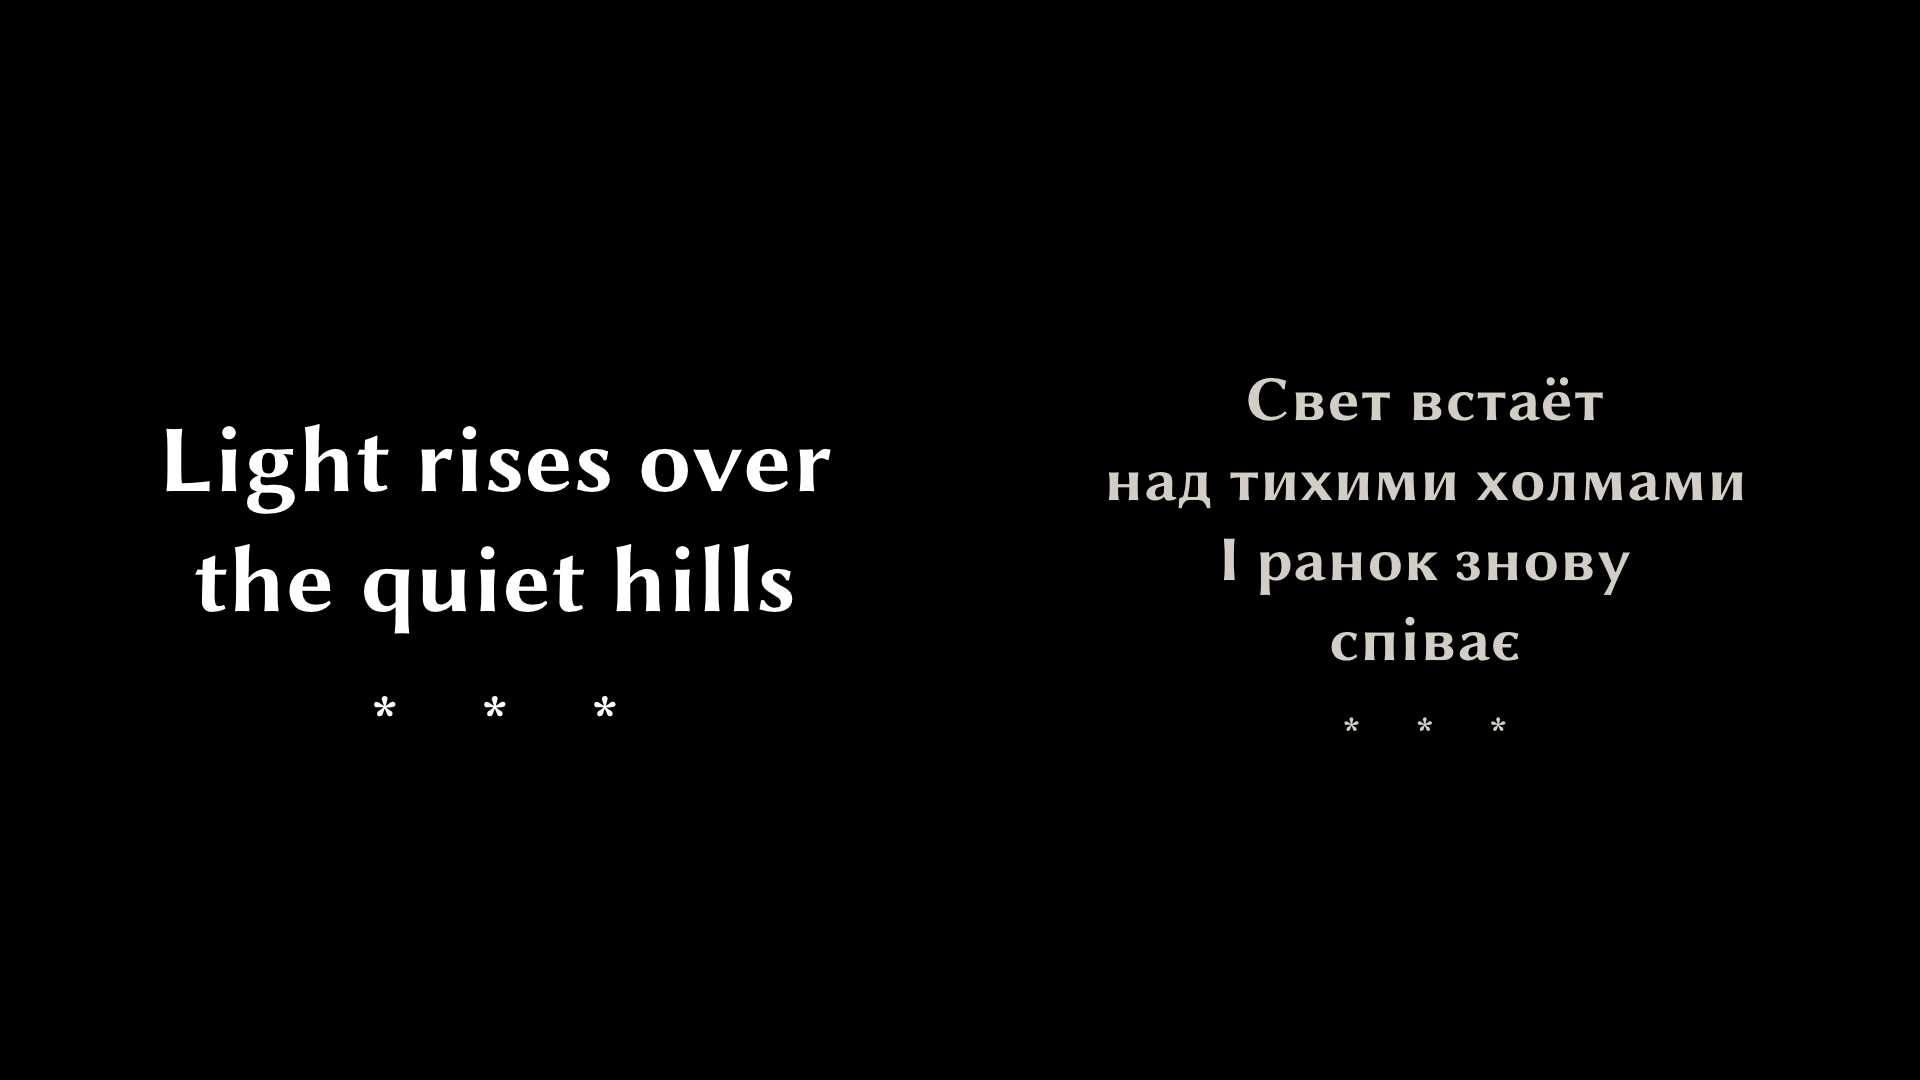 Light rises over
the quiet hills
* * *
Свет встаёт
над тихими холмами
І ранок знову
співає
* * *